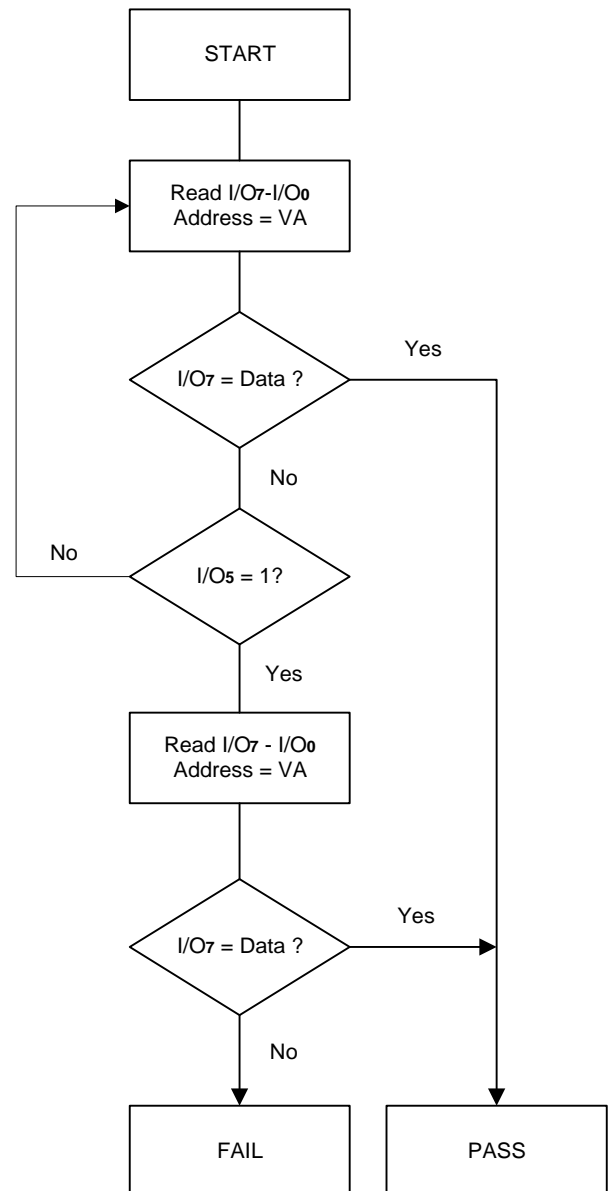 START
Read I/O7-I/O0
Address = VA
I/O7 = Data ?
Yes
No
I/O5 = 1?
No
Yes
Read I/O7 - I/O0
Address = VA
I/O7 = Data ?
Yes
No
FAIL
PASS